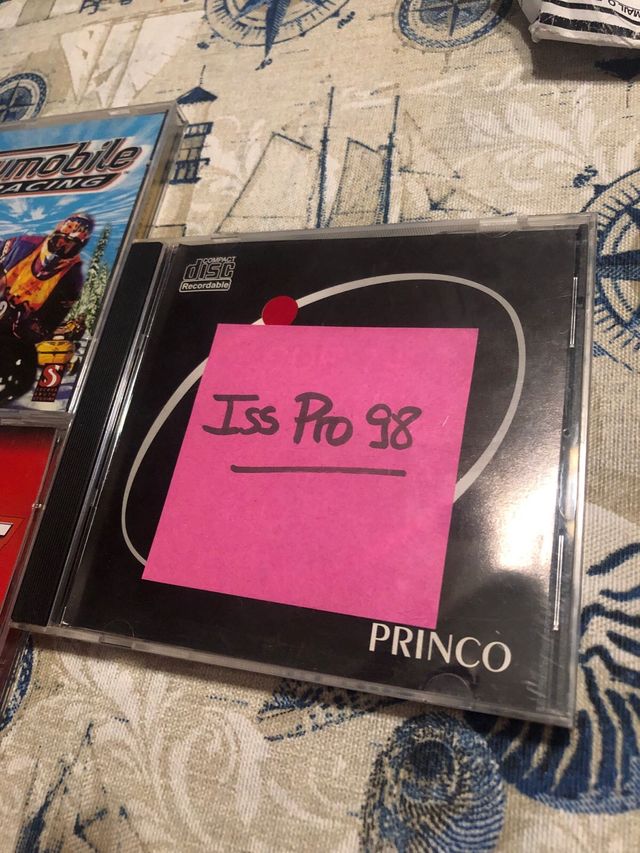 umobile
RACING
COMPACT
disc
Recordable
Iss Pro 98
PRINCO